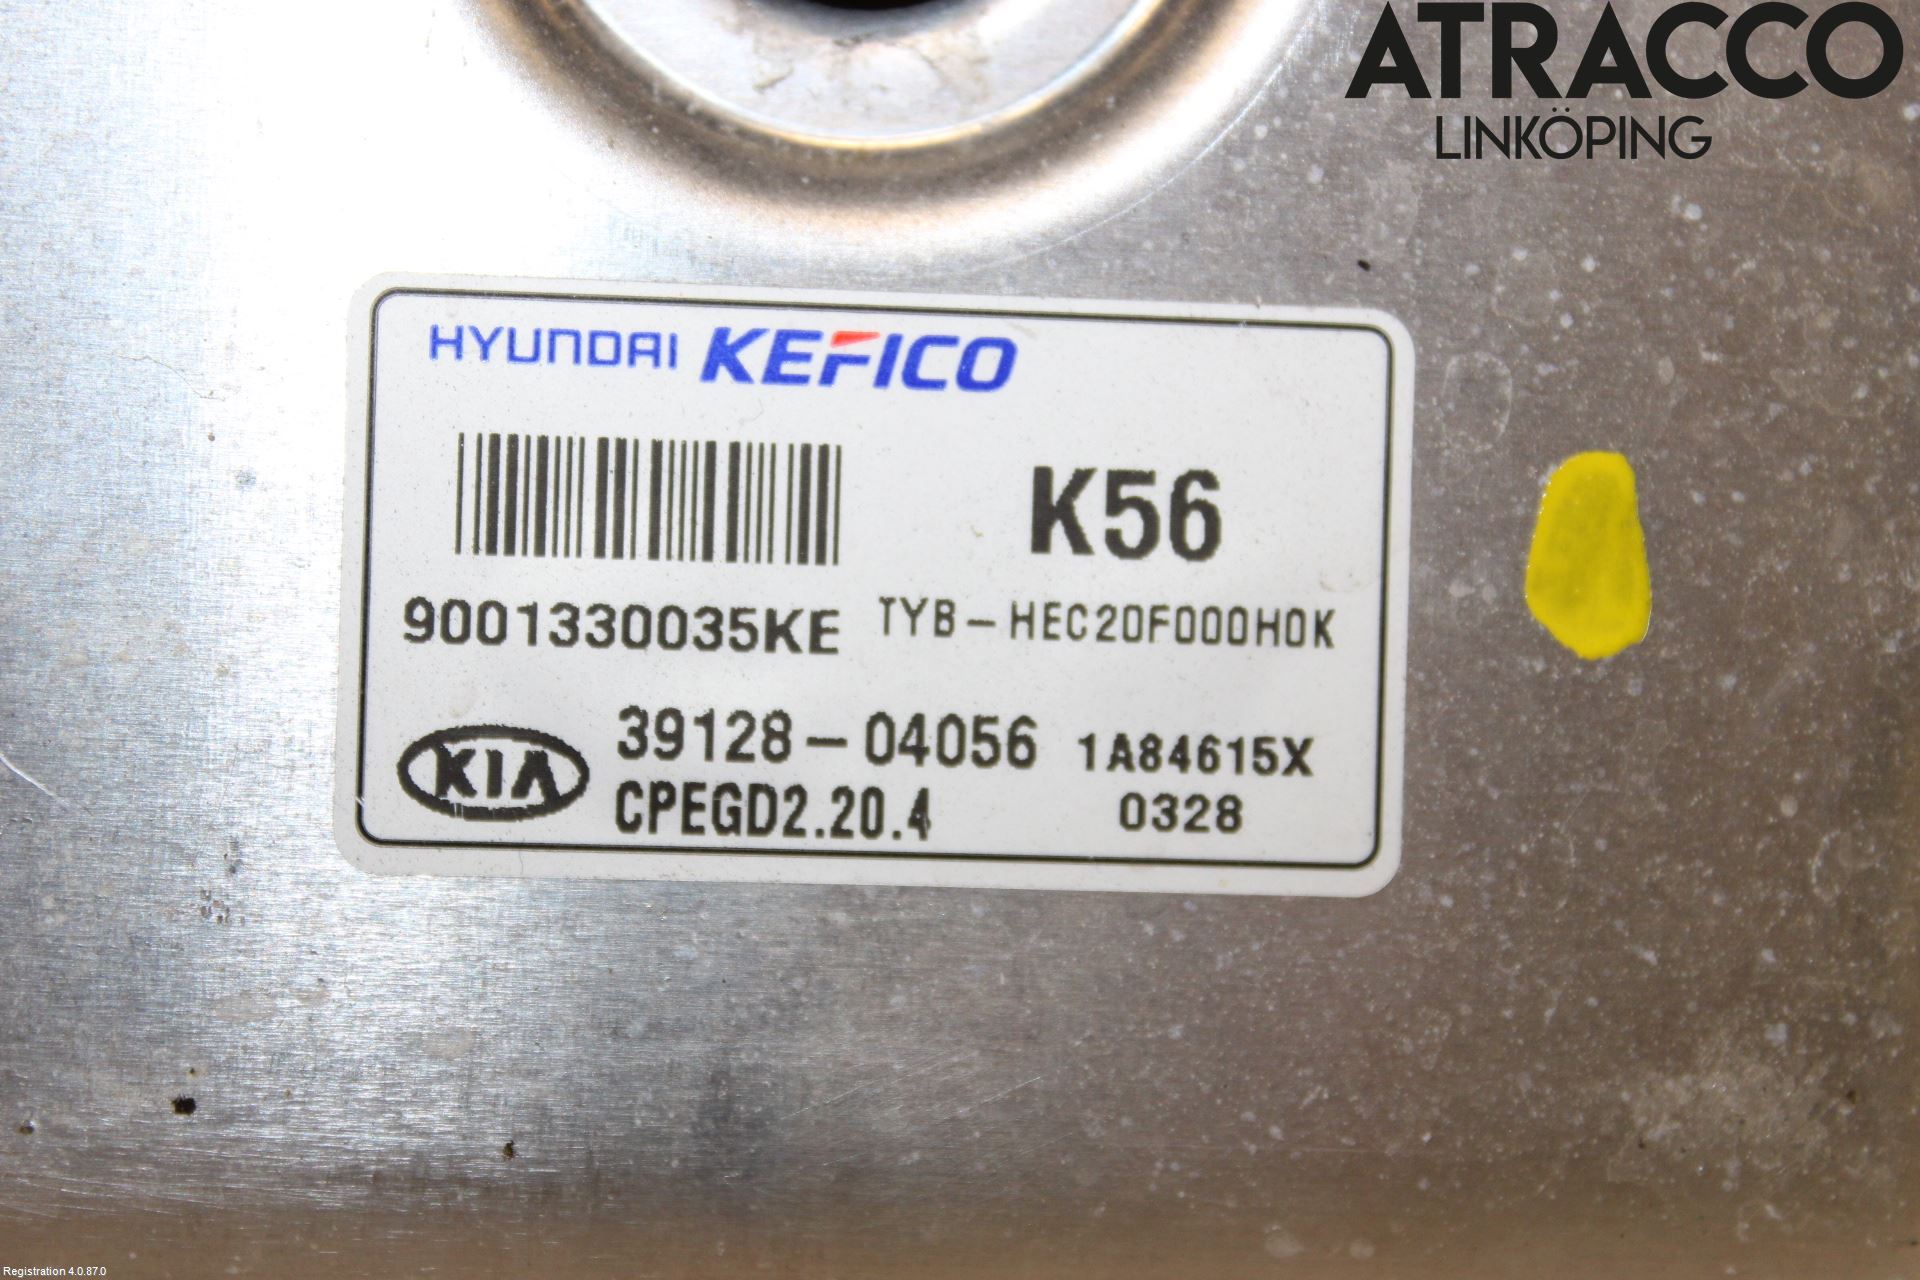 ATRACCO
LINKÖPING
HYUNDAI KEFICO
K56
9001330035KE TYB-HEC20F000H0K
KIA 39128-04056 1A84615X
CPEGD2.20.4 0328
Registration 4.0.87.0